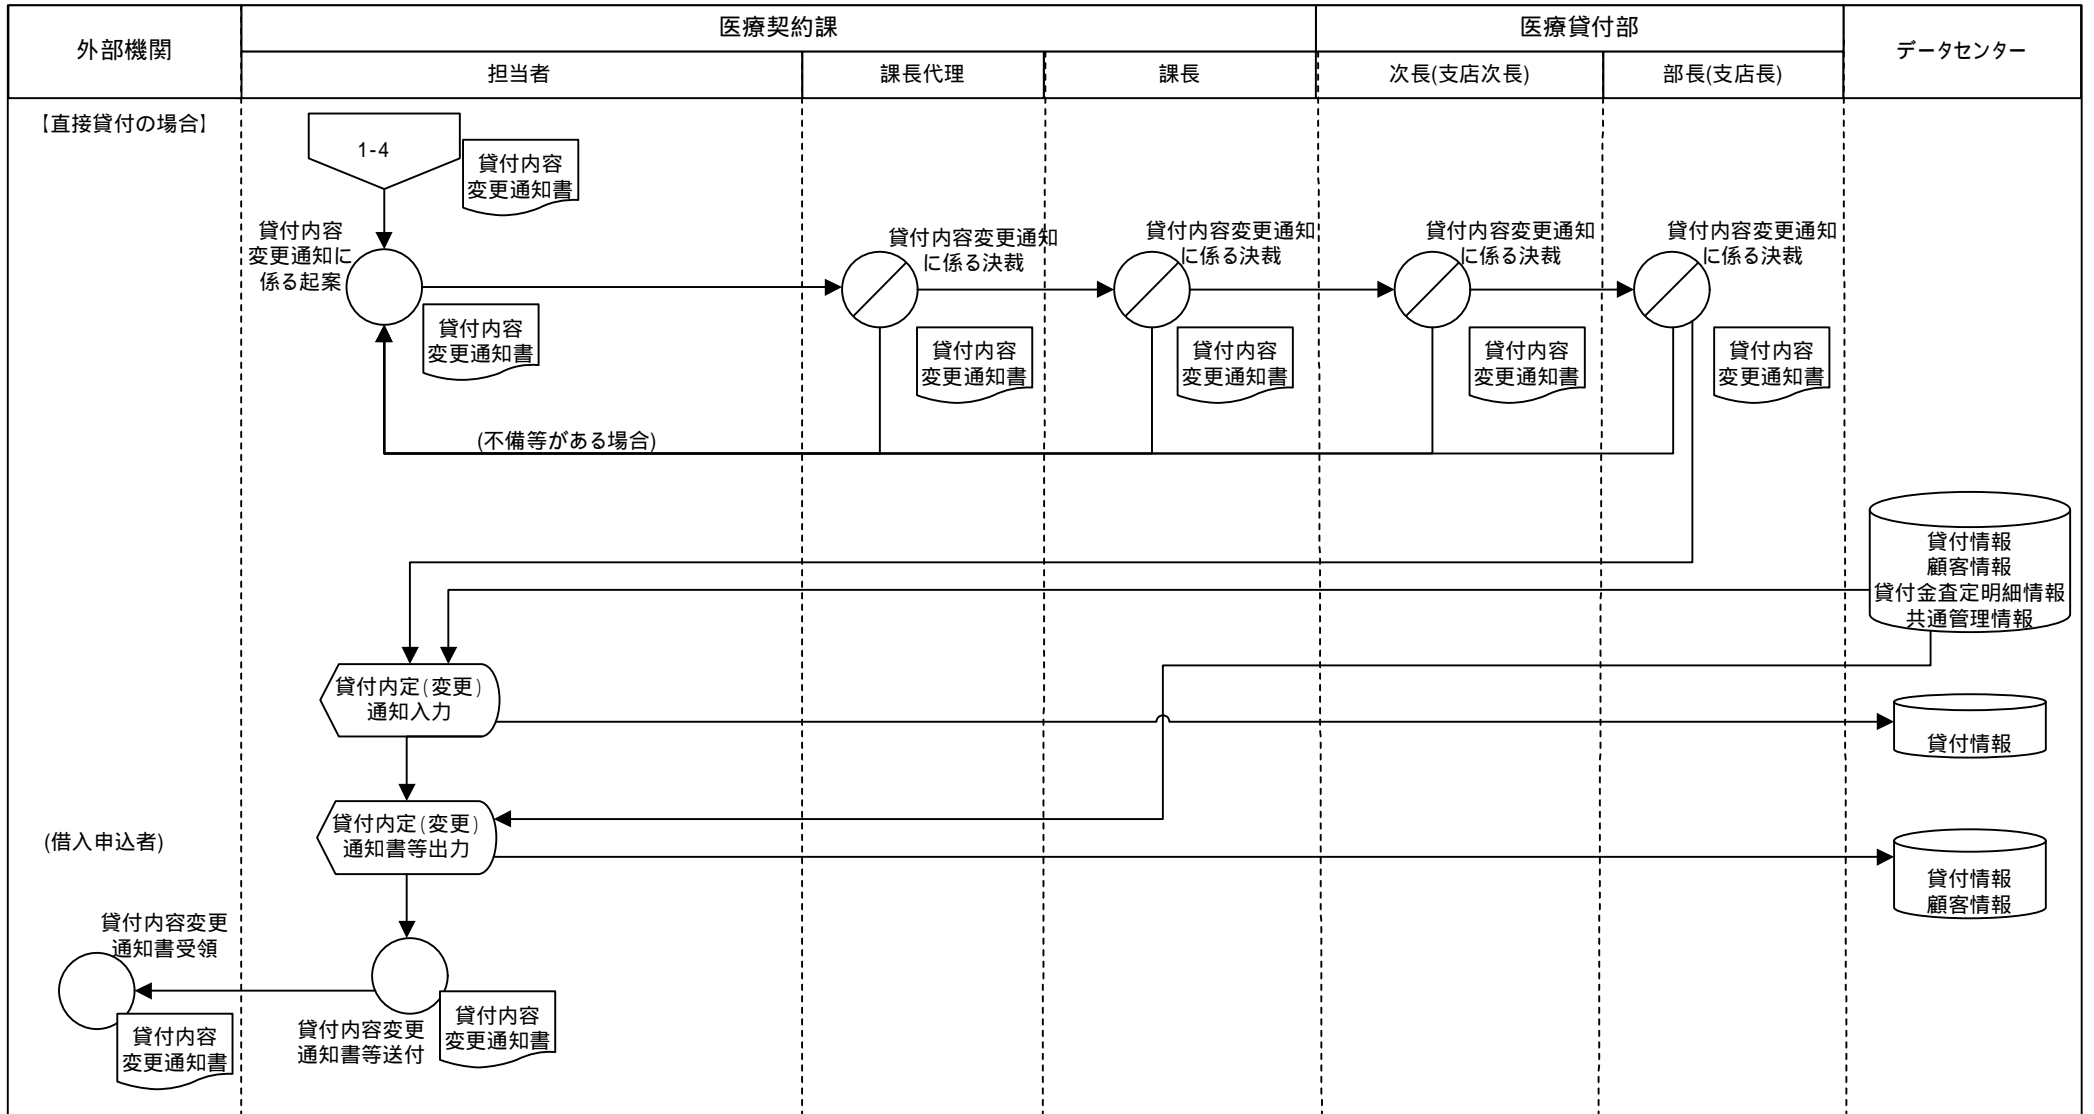 外部機関
医療契約課
医療貸付部
データセンター
担当者
課長代理
課長
次長(支店次長)
部長(支店長)
【直接貸付の場合】
1-4
貸付内容
変更通知書
貸付内容
変更通知に
係る起案
貸付内容変更通知
に係る決裁
貸付内容変更通知
に係る決裁
貸付内容変更通知
に係る決裁
貸付内容変更通知
に係る決裁
貸付内容
変更通知書
貸付内容
変更通知書
貸付内容
変更通知書
貸付内容
変更通知書
貸付内容
変更通知書
(不備等がある場合)
貸付情報
顧客情報
貸付金査定明細情報
共通管理情報
貸付内定(変更)
通知入力
貸付情報
貸付内定(変更)
通知書等出力
(借入申込者)
貸付情報
顧客情報
貸付内容変更
通知書受領
貸付内容
変更通知書
貸付内容変更
通知書等送付
貸付内容
変更通知書